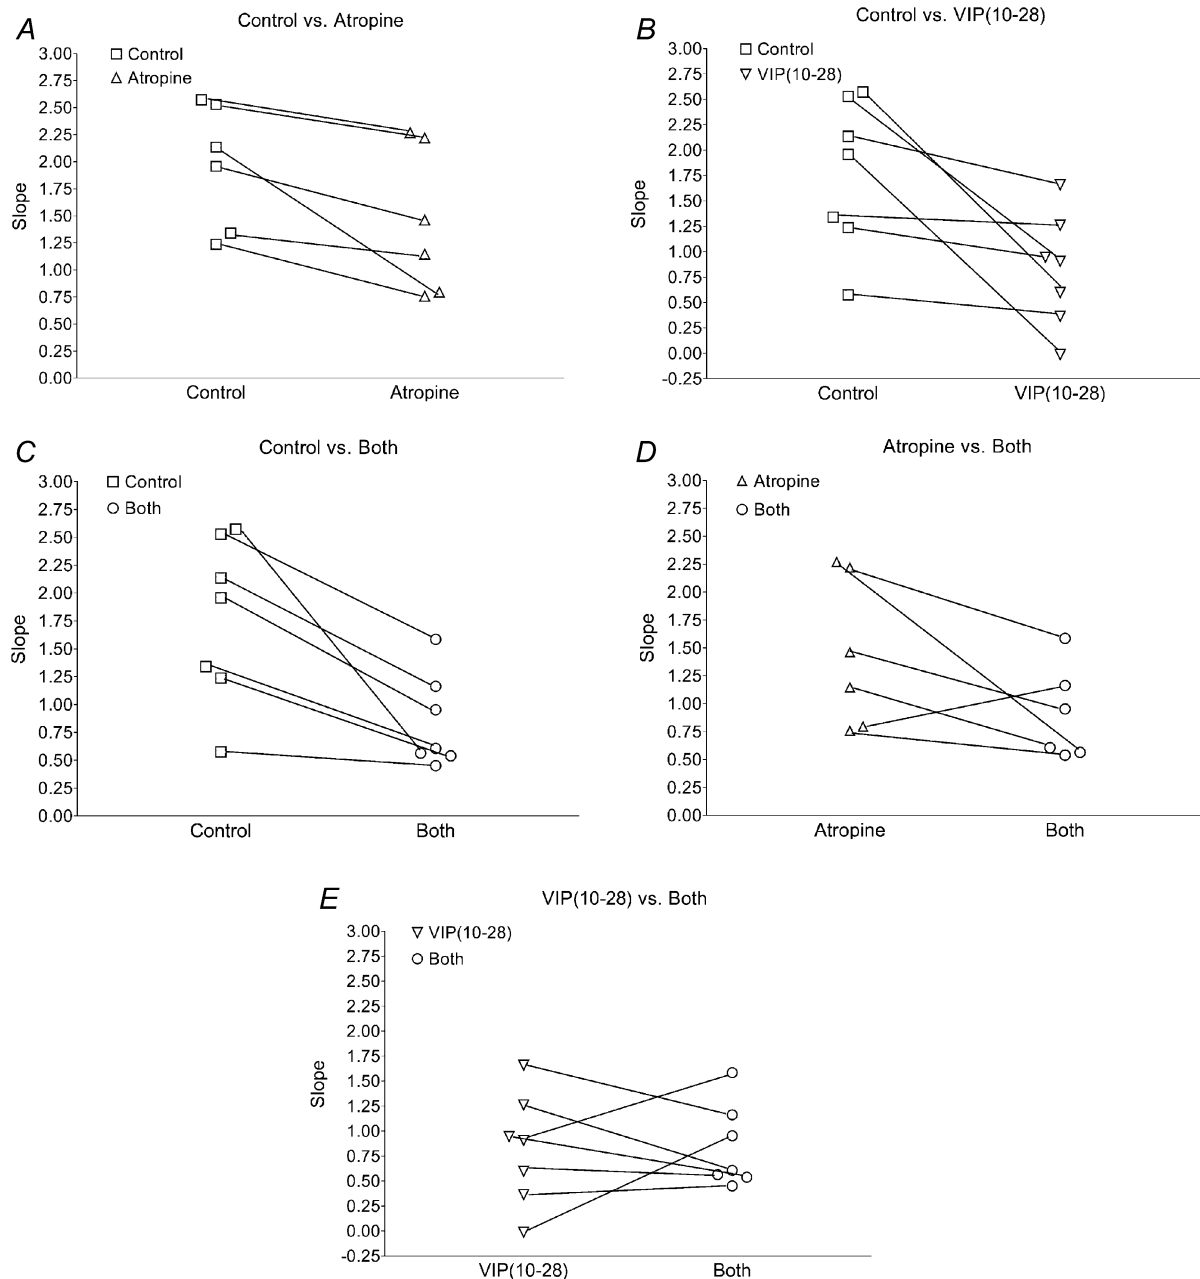 A
Control vs. Atropine
Control
Atropine
3.00
2.75
2.50
2.25
2.00
1.75
1.50
1.25
1.00
0.75
0.50
0.25
0.00
Slope
Control Atropine
B
Control vs. VIP(10-28)
Control
VIP(10-28)
3.00
2.75
2.50
2.25
2.00
1.75
1.50
1.25
1.00
0.75
0.50
0.25
0.00
-0.25
Slope
Control VIP(10-28)
C
Control vs. Both
Control
Both
3.00
2.75
2.50
2.25
2.00
1.75
1.50
1.25
1.00
0.75
0.50
0.25
0.00
Slope
Control Both
D
Atropine vs. Both
Atropine
Both
3.00
2.75
2.50
2.25
2.00
1.75
1.50
1.25
1.00
0.75
0.50
0.25
0.00
Slope
Atropine Both
E
VIP(10-28) vs. Both
VIP(10-28)
Both
3.00
2.75
2.50
2.25
2.00
1.75
1.50
1.25
1.00
0.75
0.50
0.25
0.00
-0.25
Slope
VIP(10-28) Both